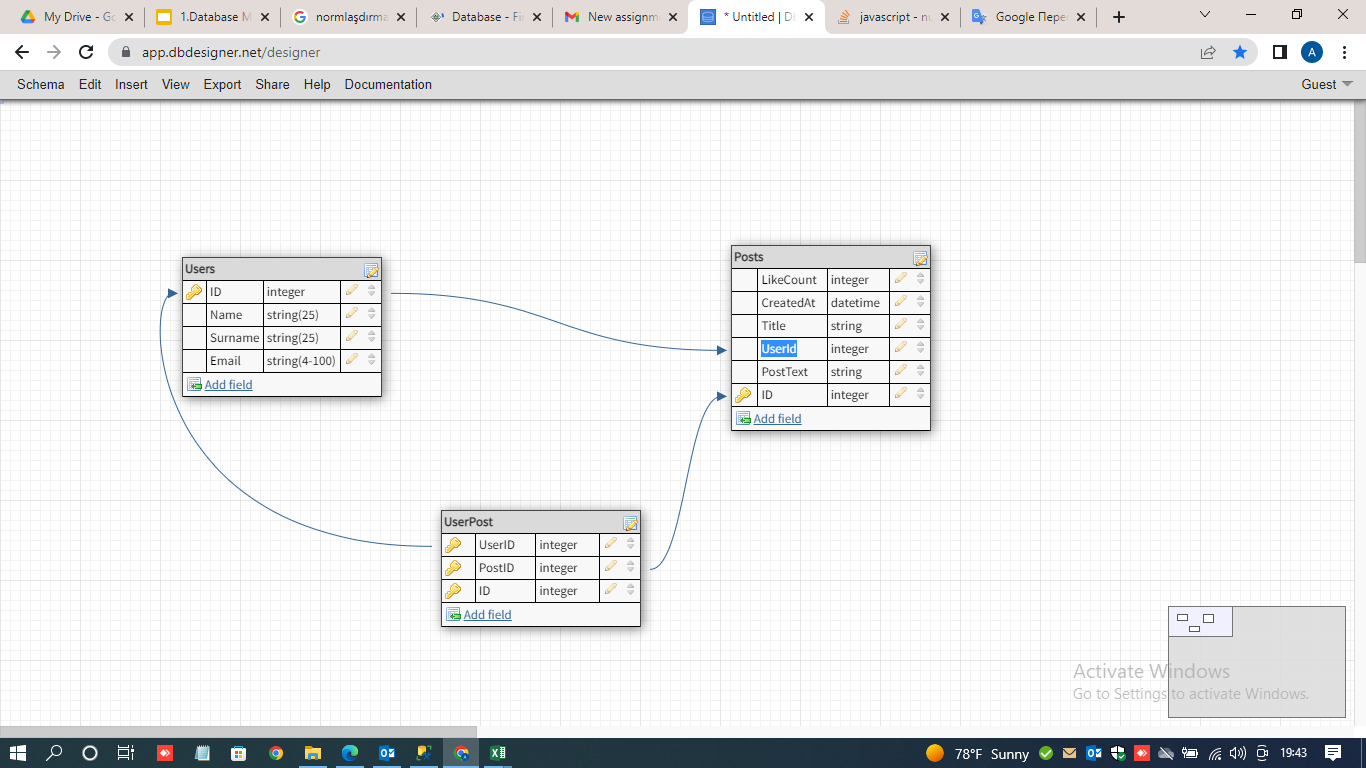 My Drive - Go
1.Database M
normlaşdırma
Database - Fir
New assignm
* Untitled | D
javascript - nu
Google Пере
app.dbdesigner.net/designer
A
Schema Edit Insert View Export Share Help Documentation Guest
Users
ID integer
Name string(25)
Surname string(25)
Email string(4-100)
Add field
Posts
LikeCount integer
CreatedAt datetime
Title string
UserId integer
PostText string
ID integer
Add field
UserPost
UserID integer
PostID integer
ID integer
Add field
Activate Windows
Go to Settings to activate Windows.
78°F Sunny 19:43